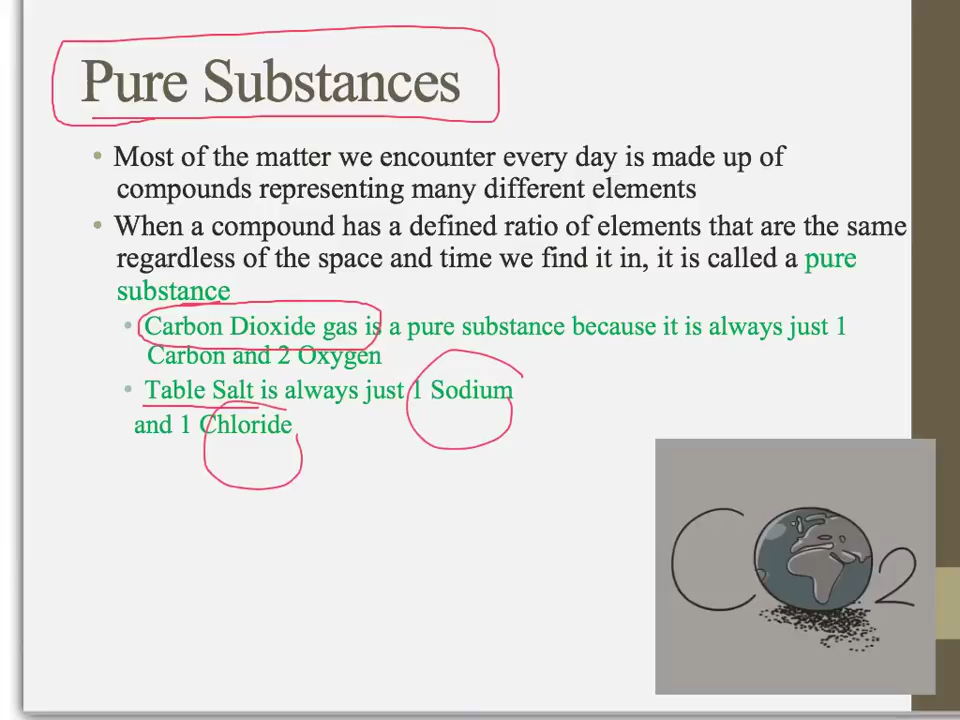 Pure Substances
• Most of the matter we encounter every day is made up of
compounds representing many different elements
• When a compound has a defined ratio of elements that are the same
regardless of the space and time we find it in, it is called a pure
substance
• Carbon Dioxide gas is a pure substance because it is always just 1
Carbon and 2 Oxygen
• Table Salt is always just 1 Sodium
and 1 Chloride
CO2